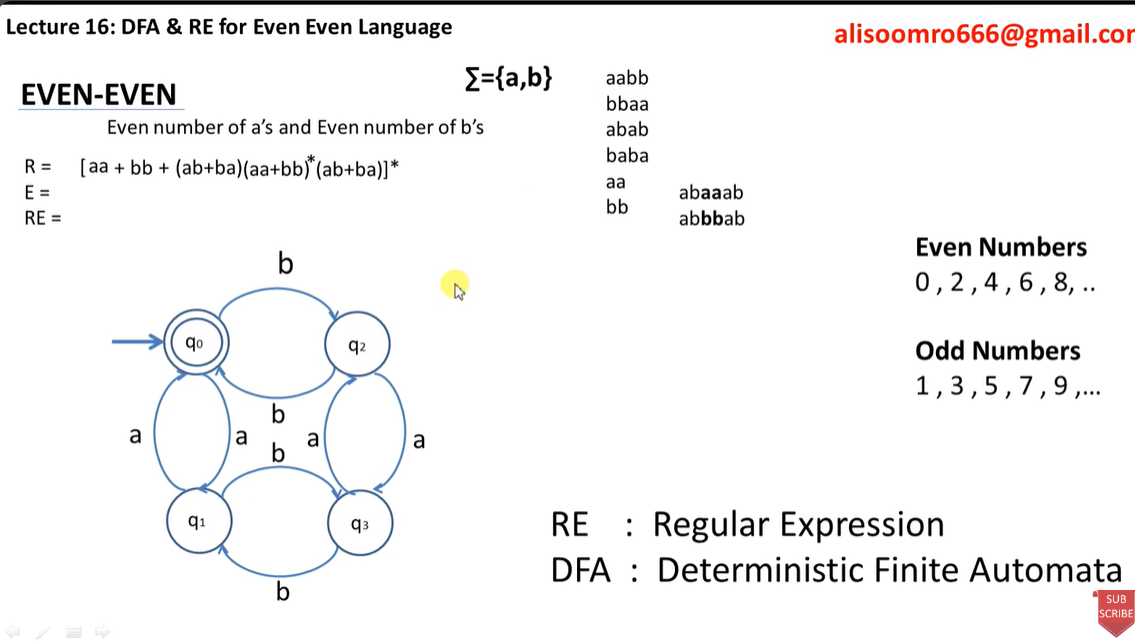 Lecture 16: DFA & RE for Even Even Language
alisoomro666@gmail.cor
∑={a,b}
EVEN-EVEN
Even number of a’s and Even number of b’s
R = [aa + bb + (ab+ba)(aa+bb)*(ab+ba)]*
E =
RE =
aabb
bbaa
abab
baba
aa
bb
abaaab
abbbab
Even Numbers
0 , 2 , 4 , 6 , 8, ..
Odd Numbers
1 , 3 , 5 , 7 , 9 ,...
b
q0
q2
b
a
a
a
a
b
q1
q3
b
RE : Regular Expression
DFA : Deterministic Finite Automata
SUB
SCRIBE